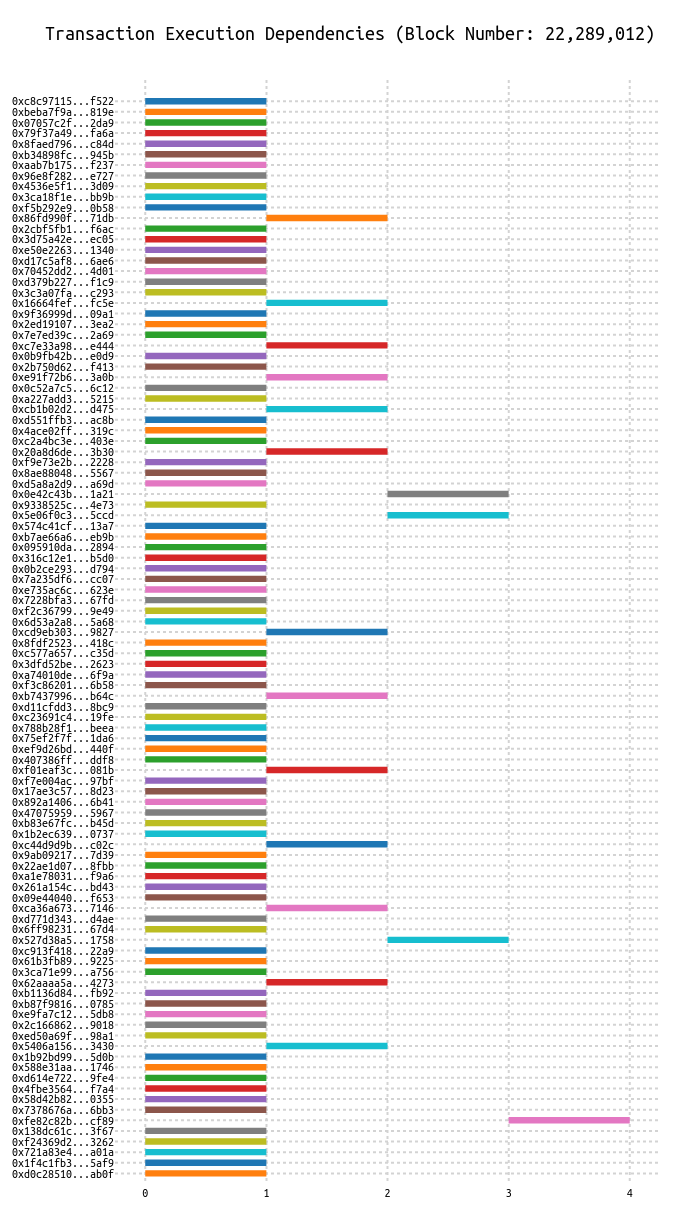 Transaction Execution Dependencies (Block Number: 22,289,012)
0xc8c97115...f522
0xbeba7f9a...819e
0x07057c2f...2da9
0x79f37a49...fa6a
0x8faed796...c84d
0xb34898fc...945b
0xaab7b175...f237
0x96e8f282...e727
0x4536e5f1...3d09
0x3ca18f1e...bb9b
0xf5b292e9...0b58
0x86fd990f...71db
0x2cbf5fb1...f6ac
0x3d75a42e...ec05
0xe50e2263...1340
0xd17c5af8...6ae6
0x70452dd2...4d01
0xd379b227...f1c9
0x3c3a07fa...c293
0x16664fef...fc5e
0x9f36999d...09a1
0x2ed19107...3ea2
0x7e7ed39c...2a69
0xc7e33a98...e444
0x0b9fb42b...e0d9
0x2b750d62...f413
0xe91f72b6...3a0b
0x0c52a7c5...6c12
0xa227add3...5215
0xcb1b02d2...d475
0xd551ffb3...ac8b
0x4ace02ff...319c
0xc2a4bc3e...403e
0x20a8d6de...3b30
0xf9e73e2b...2228
0x8ae88048...5567
0xd5a8a2d9...a69d
0x0e42c43b...1a21
0x9338525c...4e73
0x5e06f0c3...5ccd
0x574c41cf...13a7
0xb7ae66a6...eb9b
0x095910da...2894
0x316c12e1...b5d0
0x0b2ce293...d794
0x7a235df6...cc07
0xe735ac6c...623e
0x7228bfa3...67fd
0xf2c36799...9e49
0x6d53a2a8...5a68
0xcd9eb303...9827
0x8fdf2523...418c
0xc577a657...c35d
0x3dfd52be...2623
0xa74010de...6f9a
0xf3c86201...6b58
0xb7437996...b64c
0xd11cfdd3...8bc9
0xc23691c4...19fe
0x788b28f1...beea
0x75ef2f7f...1da6
0xef9d26bd...440f
0x407386ff...ddf8
0xf01eaf3c...081b
0xf7e004ac...97bf
0x17ae3c57...8d23
0x892a1406...6b41
0x47075959...5967
0xb83e67fc...b45d
0x1b2ec639...0737
0xc44d9d9b...c02c
0x9ab09217...7d39
0x22ae1d07...8fbb
0xa1e78031...f9a6
0x261a154c...bd43
0x09e44040...f653
0xca36a673...7146
0xd771d343...d4ae
0x6ff98231...67d4
0x527d38a5...1758
0xc913f418...22a9
0x61b3fb89...9225
0x3ca71e99...a756
0x62aaaa5a...4273
0xb1136d84...fb92
0xb87f9816...0785
0xe9fa7c12...5db8
0x2c166862...9018
0xed50a69f...98a1
0x5406a156...3430
0x1b92bd99...5d0b
0x588e31aa...1746
0xd614e722...9fe4
0x4fbe3564...f7a4
0x58d42b82...0355
0x7378676a...6bb3
0xfe82c82b...cf89
0x138dc61c...3f67
0xf24369d2...3262
0x721a83e4...a01a
0x1f4c1fb3...5af9
0xd0c28510...ab0f
0 1 2 3 4